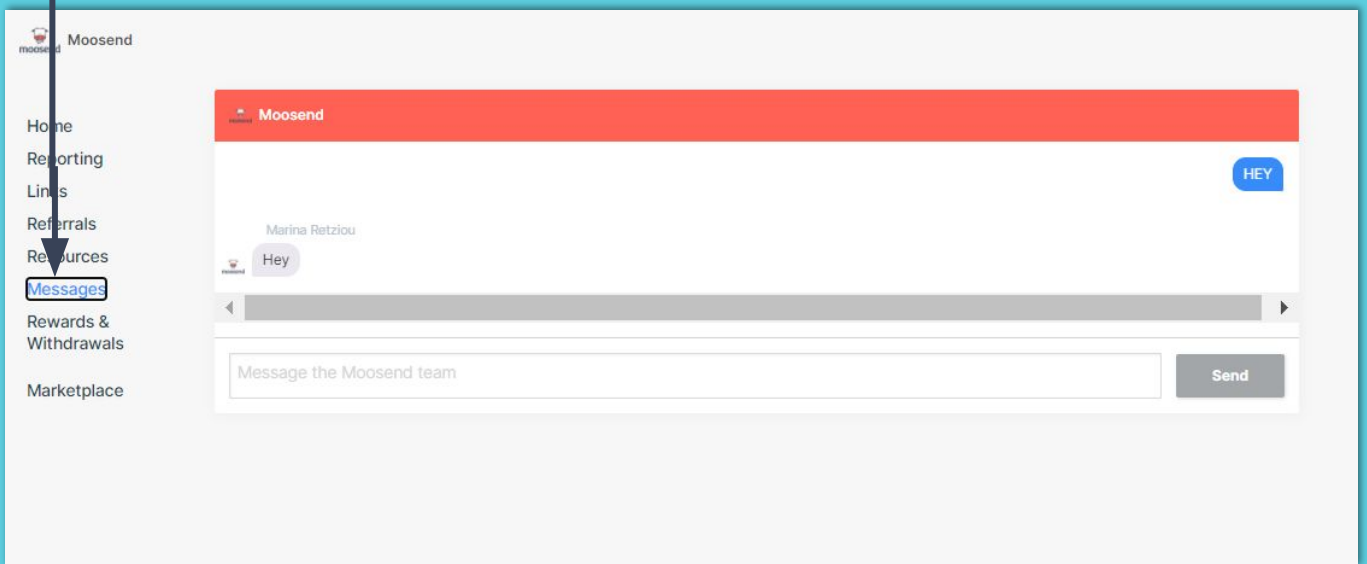 moosend Moosend
Home
Reporting
Links
Referrals
Resources
Messages
Rewards &
Withdrawals
Marketplace
Moosend
HEY
Marina Retziou
Hey
Message the Moosend team
Send